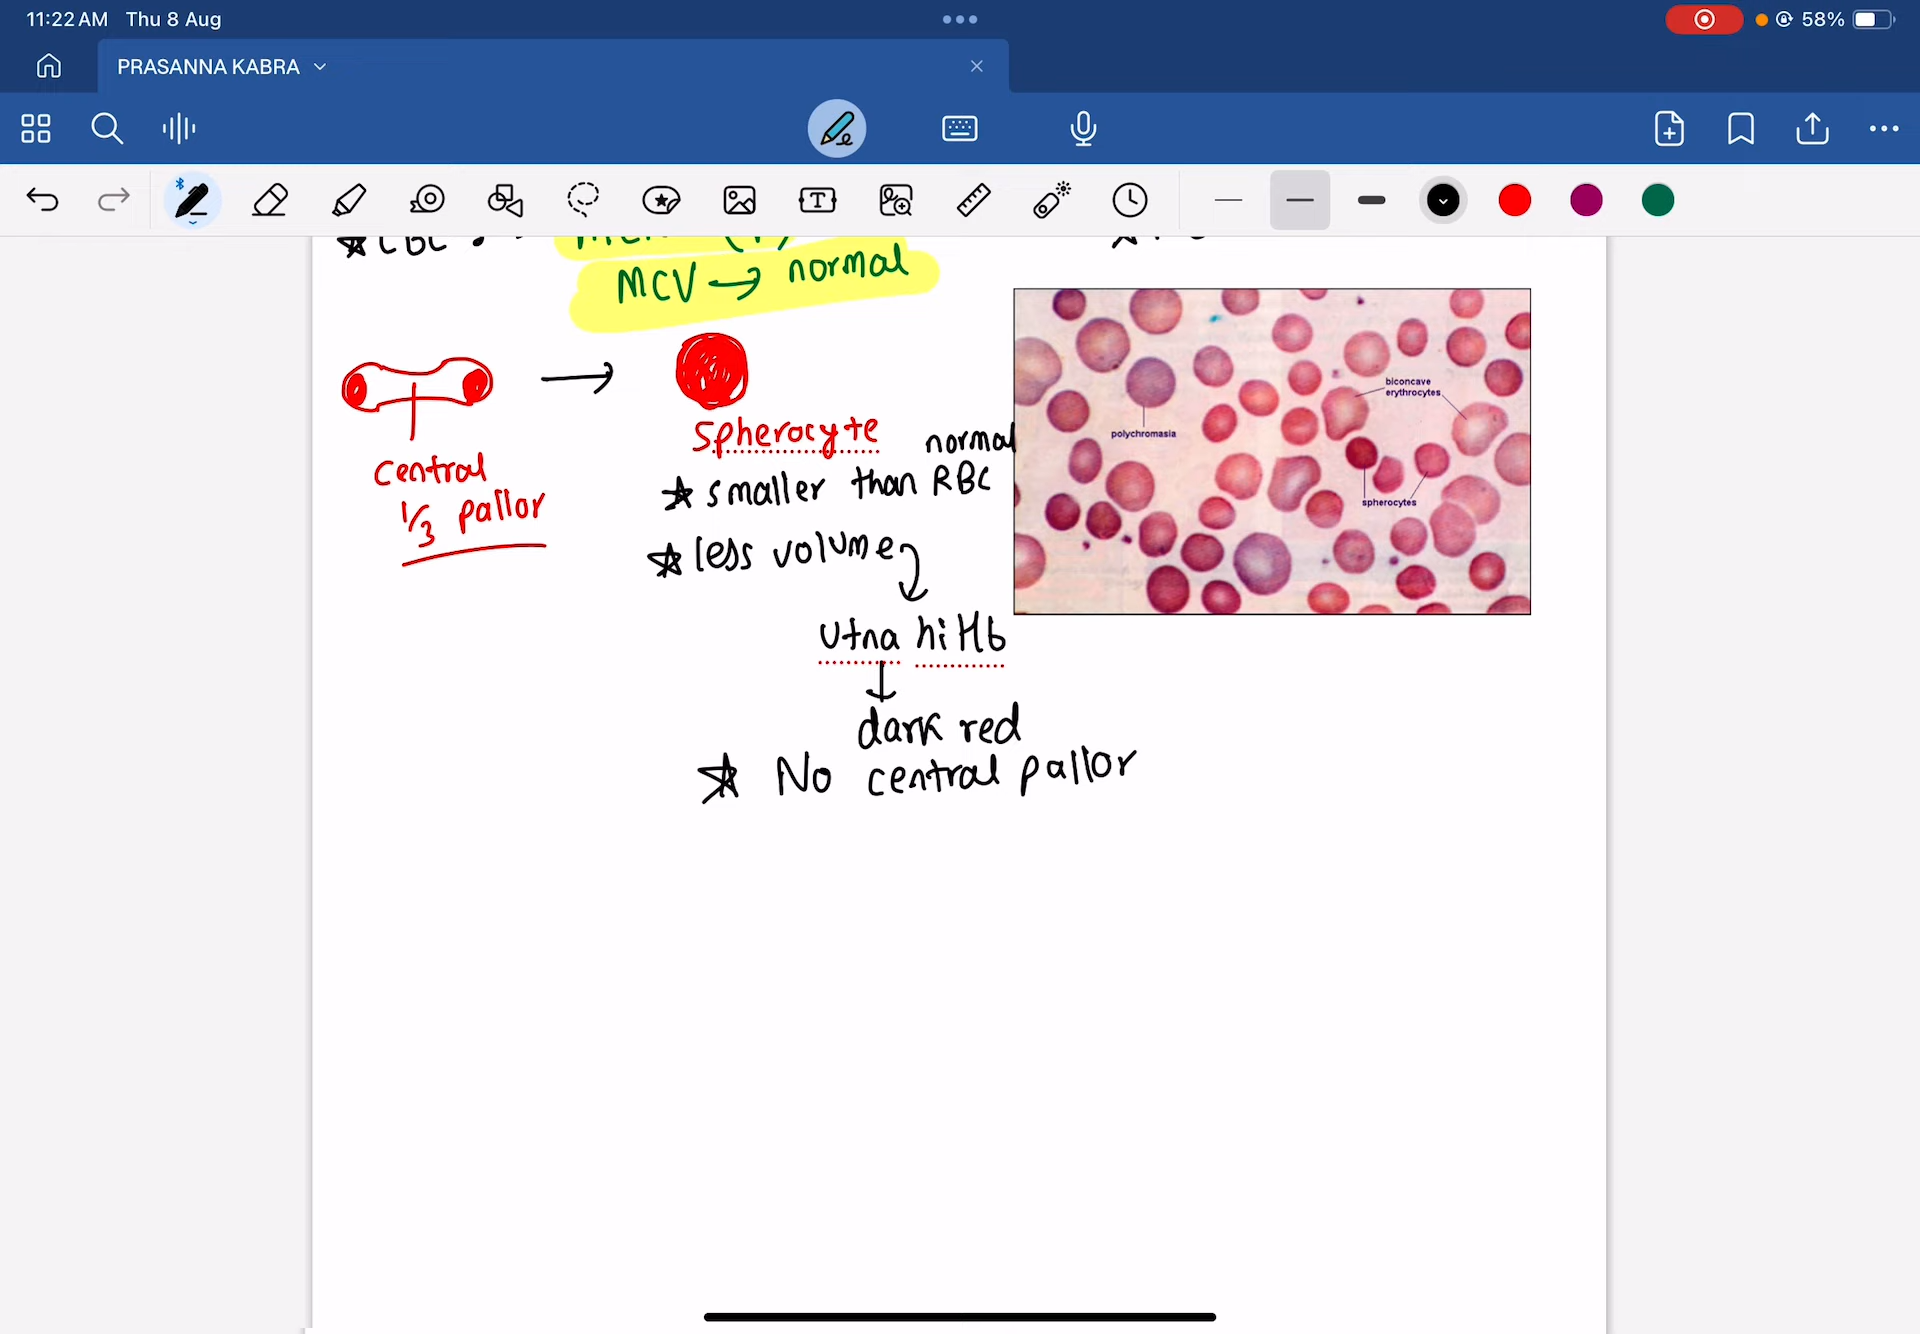 11:22 AM Thu 8 Aug
58%
PRASANNA KABRA
★ CBC :
MCV → normal
Spherocyte
normal
★ smaller than RBC
central
1/3 pallor
★ less volume
Utna hi Hb
↓
dark red
★ No central pallor
biconcave
erythrocytes
polychromasia
spherocytes